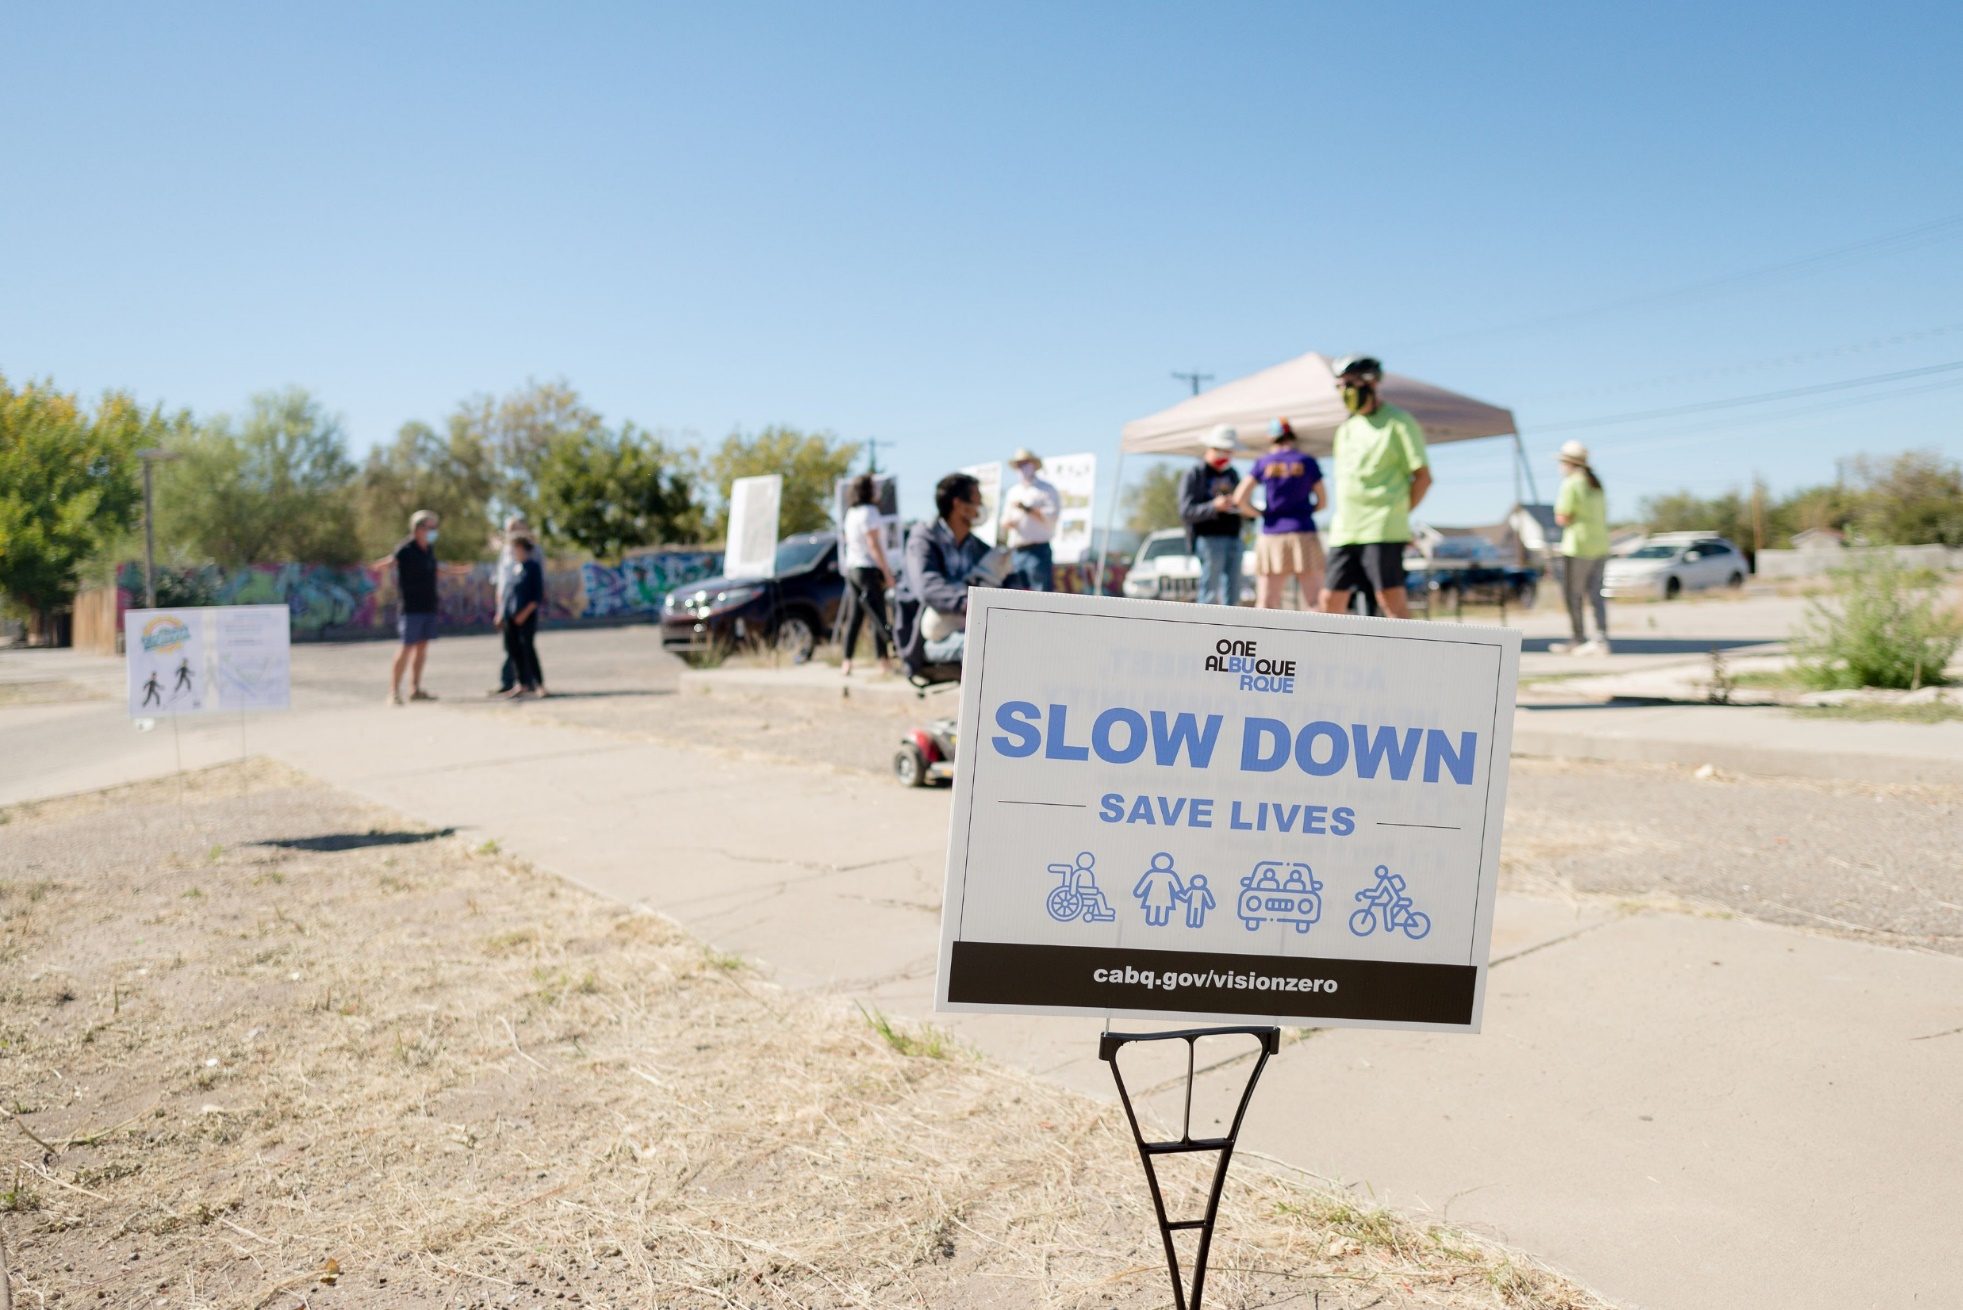 ONE
ALBUQUE
RQUE
SLOW DOWN
SAVE LIVES
cabq.gov/visionzero